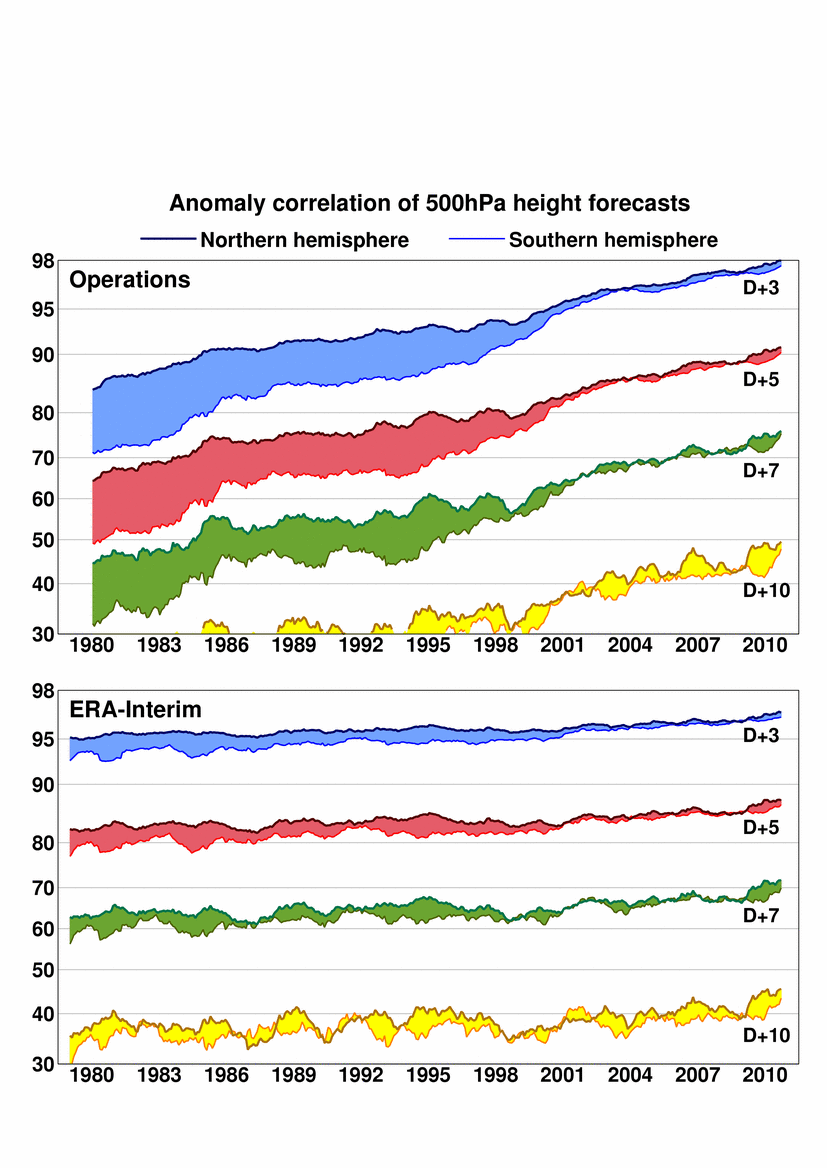 Anomaly correlation of 500hPa height forecasts
Northern hemisphere Southern hemisphere
98
Operations
D+3
95
90
D+5
80
70
D+7
60
50
40
D+10
30
1980 1983 1986 1989 1992 1995 1998 2001 2004 2007 2010
98
ERA-Interim
95
D+3
90
D+5
80
70
D+7
60
50
40
D+10
30
1980 1983 1986 1989 1992 1995 1998 2001 2004 2007 2010